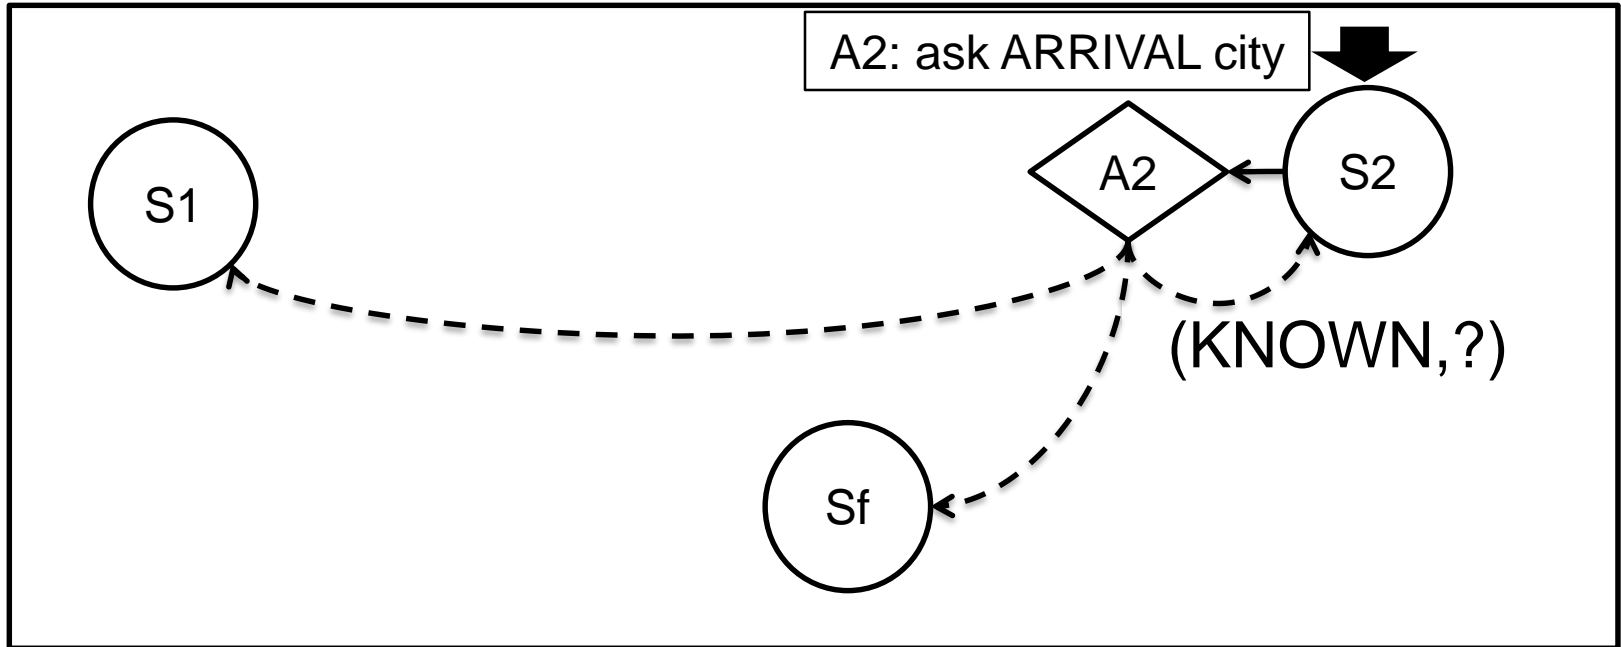 A2: ask ARRIVAL city
S1
A2
S2
(KNOWN,?)
Sf